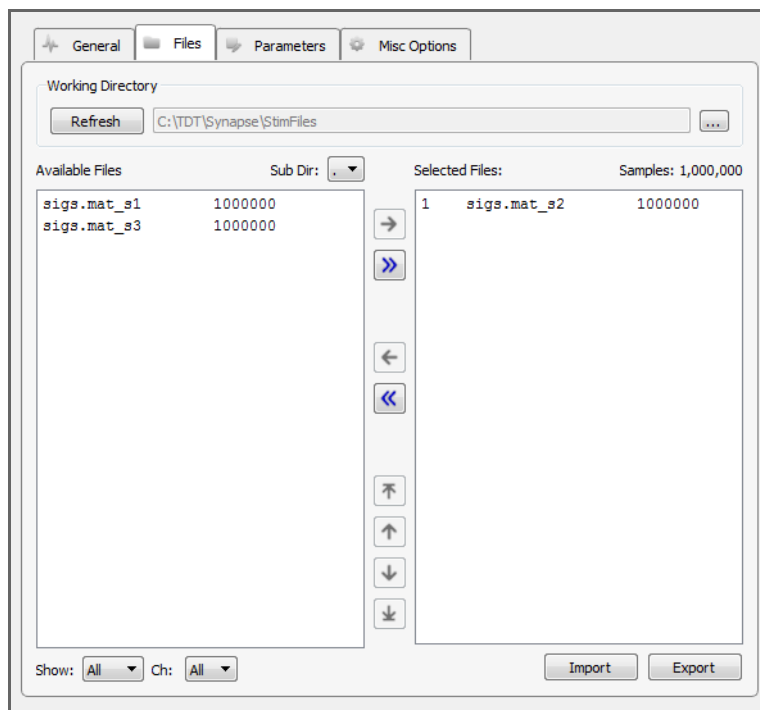 General Files Parameters Misc Options
Working Directory
Refresh C:\TDT\Synapse\StimFiles ...
Available Files Sub Dir: . Selected Files: Samples: 1,000,000
sigs.mat_s1 1000000 1 sigs.mat_s2 1000000
sigs.mat_s3 1000000
Show: All Ch: All Import Export